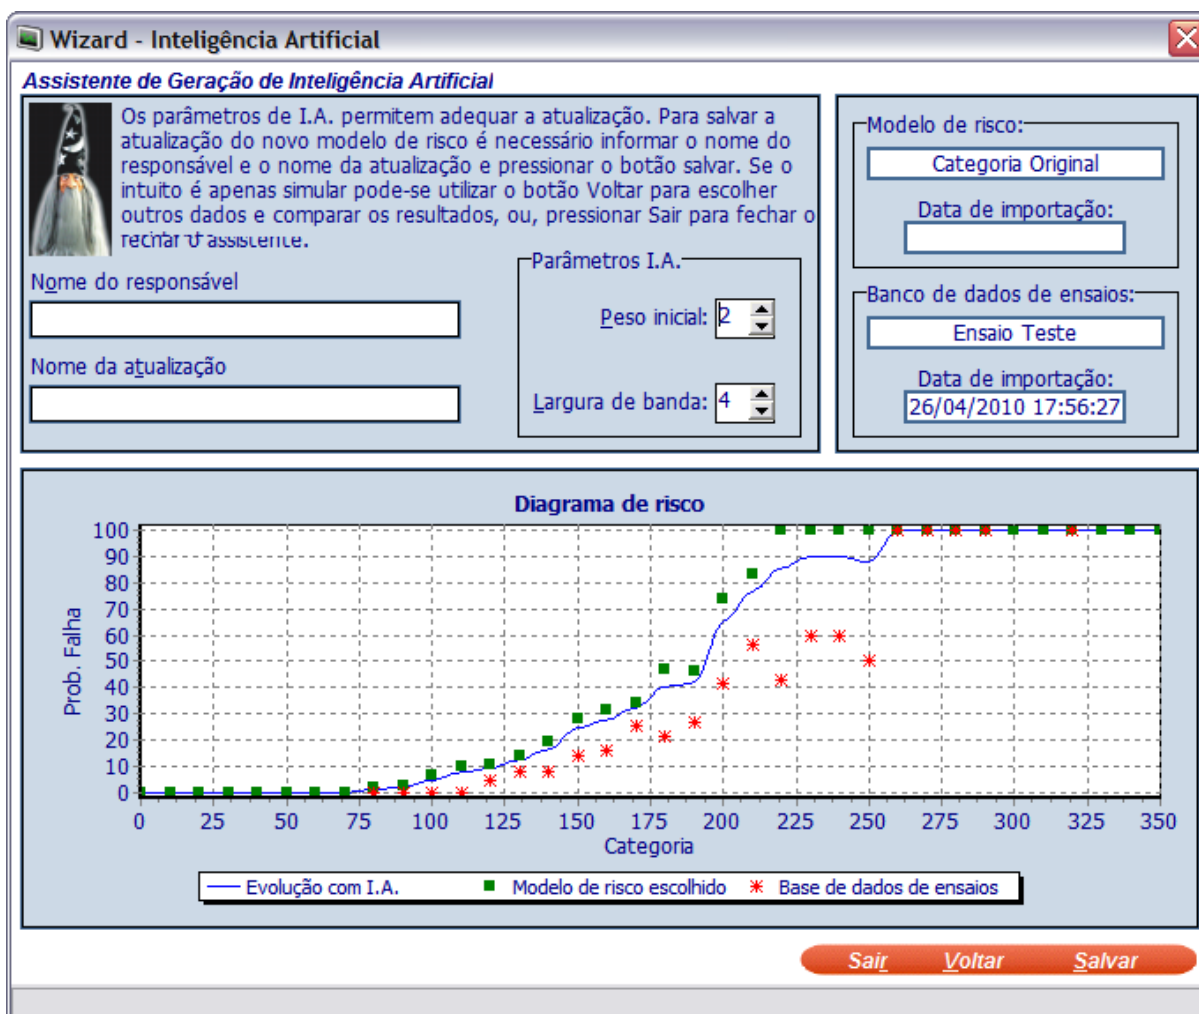 Wizard - Inteligência Artificial
Assistente de Geração de Inteligência Artificial
Os parâmetros de I.A. permitem adequar a atualização. Para salvar a
atualização do novo modelo de risco é necessário informar o nome do
responsável e o nome da atualização e pressionar o botão salvar. Se o
intuito é apenas simular pode-se utilizar o botão Voltar para escolher
outros dados e comparar os resultados, ou, pressionar Sair para fechar o
assistente.
Nome do responsável
Nome da atualização
Parâmetros I.A.
Peso inicial: 2
Largura de banda: 4
Modelo de risco:
Categoria Original
Data de importação:
Banco de dados de ensaios:
Ensaio Teste
Data de importação:
26/04/2010 17:56:27
Diagrama de risco
Prob. Falha
100
90
80
70
60
50
40
30
20
10
0
0 25 50 75 100 125 150 175 200 225 250 275 300 325 350
Categoria
Evolução com I.A. Modelo de risco escolhido Base de dados de ensaios
Sair Voltar Salvar